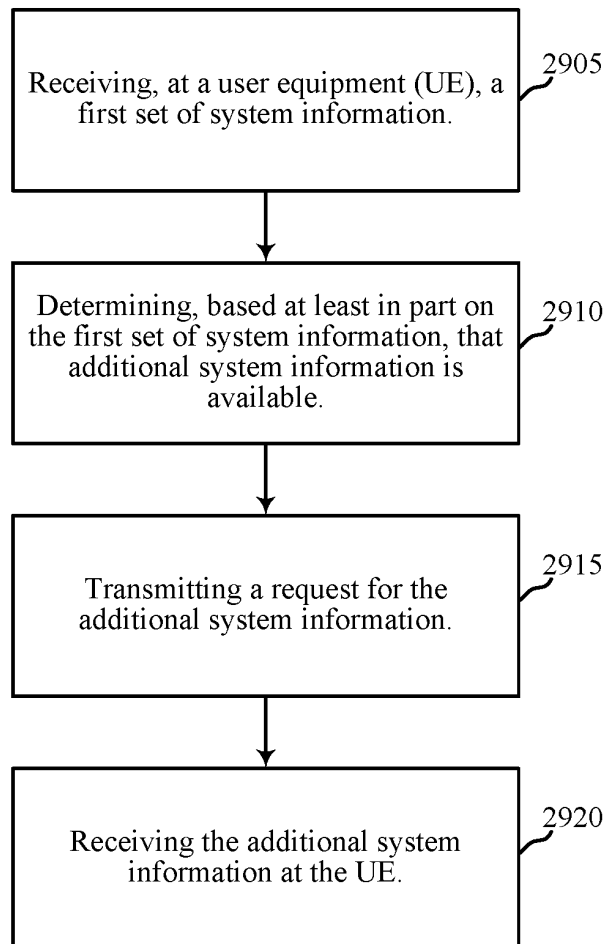 Receiving, at a user equipment (UE), a
first set of system information.
2905
Determining, based at least in part on
the first set of system information, that
additional system information is
available.
2910
Transmitting a request for the
additional system information.
2915
Receiving the additional system
information at the UE.
2920